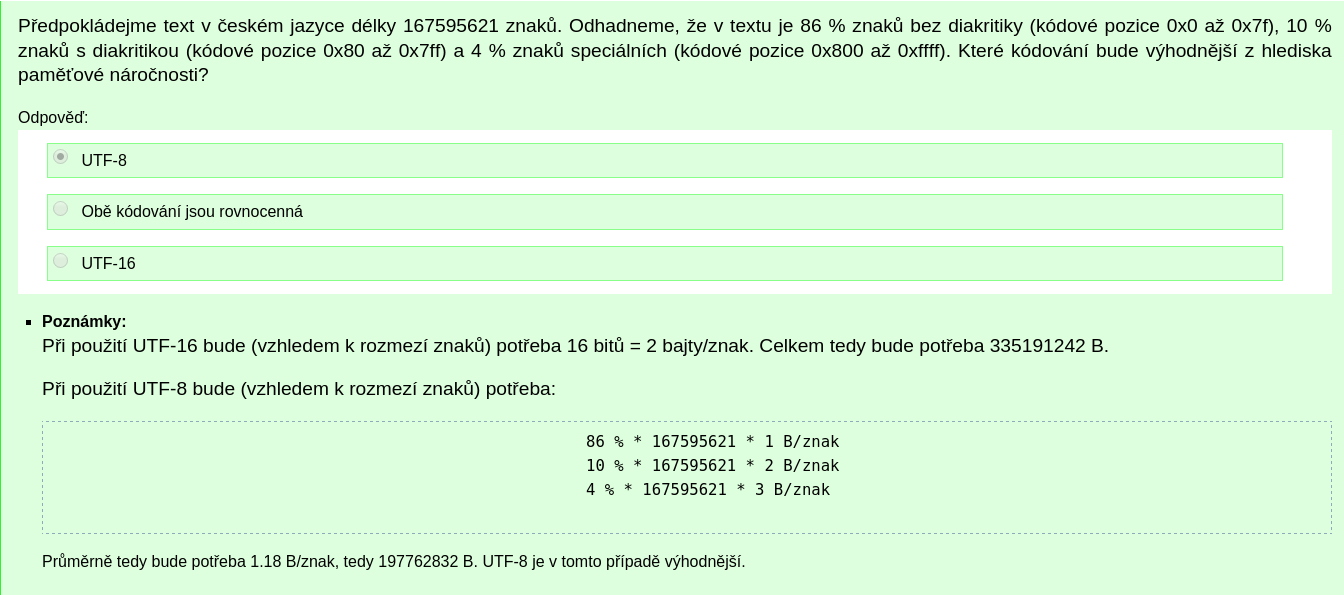 Předpokládejme text v českém jazyce délky 167595621 znaků. Odhadneme, že v textu je 86 % znaků bez diakritiky (kódové pozice 0x0 až 0x7f), 10 %
znaků s diakritikou (kódové pozice 0x80 až 0x7ff) a 4 % znaků speciálních (kódové pozice 0x800 až 0xffff). Které kódování bude výhodnější z hlediska
paměťové náročnosti?
Odpověď:
UTF-8
Obě kódování jsou rovnocenná
UTF-16
Poznámky:
Při použití UTF-16 bude (vzhledem k rozmezí znaků) potřeba 16 bitů = 2 bajty/znak. Celkem tedy bude potřeba 335191242 B.
Při použití UTF-8 bude (vzhledem k rozmezí znaků) potřeba:
86 % * 167595621 * 1 B/znak
10 % * 167595621 * 2 B/znak
4 % * 167595621 * 3 B/znak
Průměrně tedy bude potřeba 1.18 B/znak, tedy 197762832 B. UTF-8 je v tomto případě výhodnější.